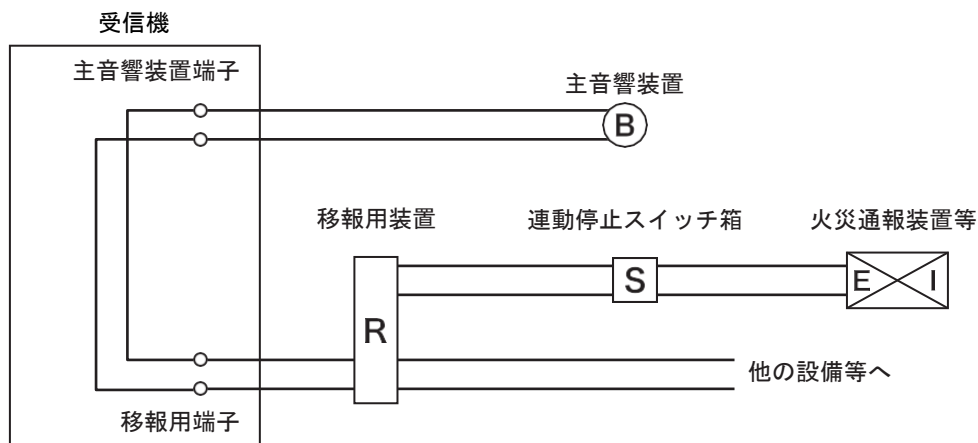 受信機
主音響装置端子
主音響装置
B
移報用装置
連動停止スイッチ箱
火災通報装置等
S
E I
R
他の設備等へ
移報用端子